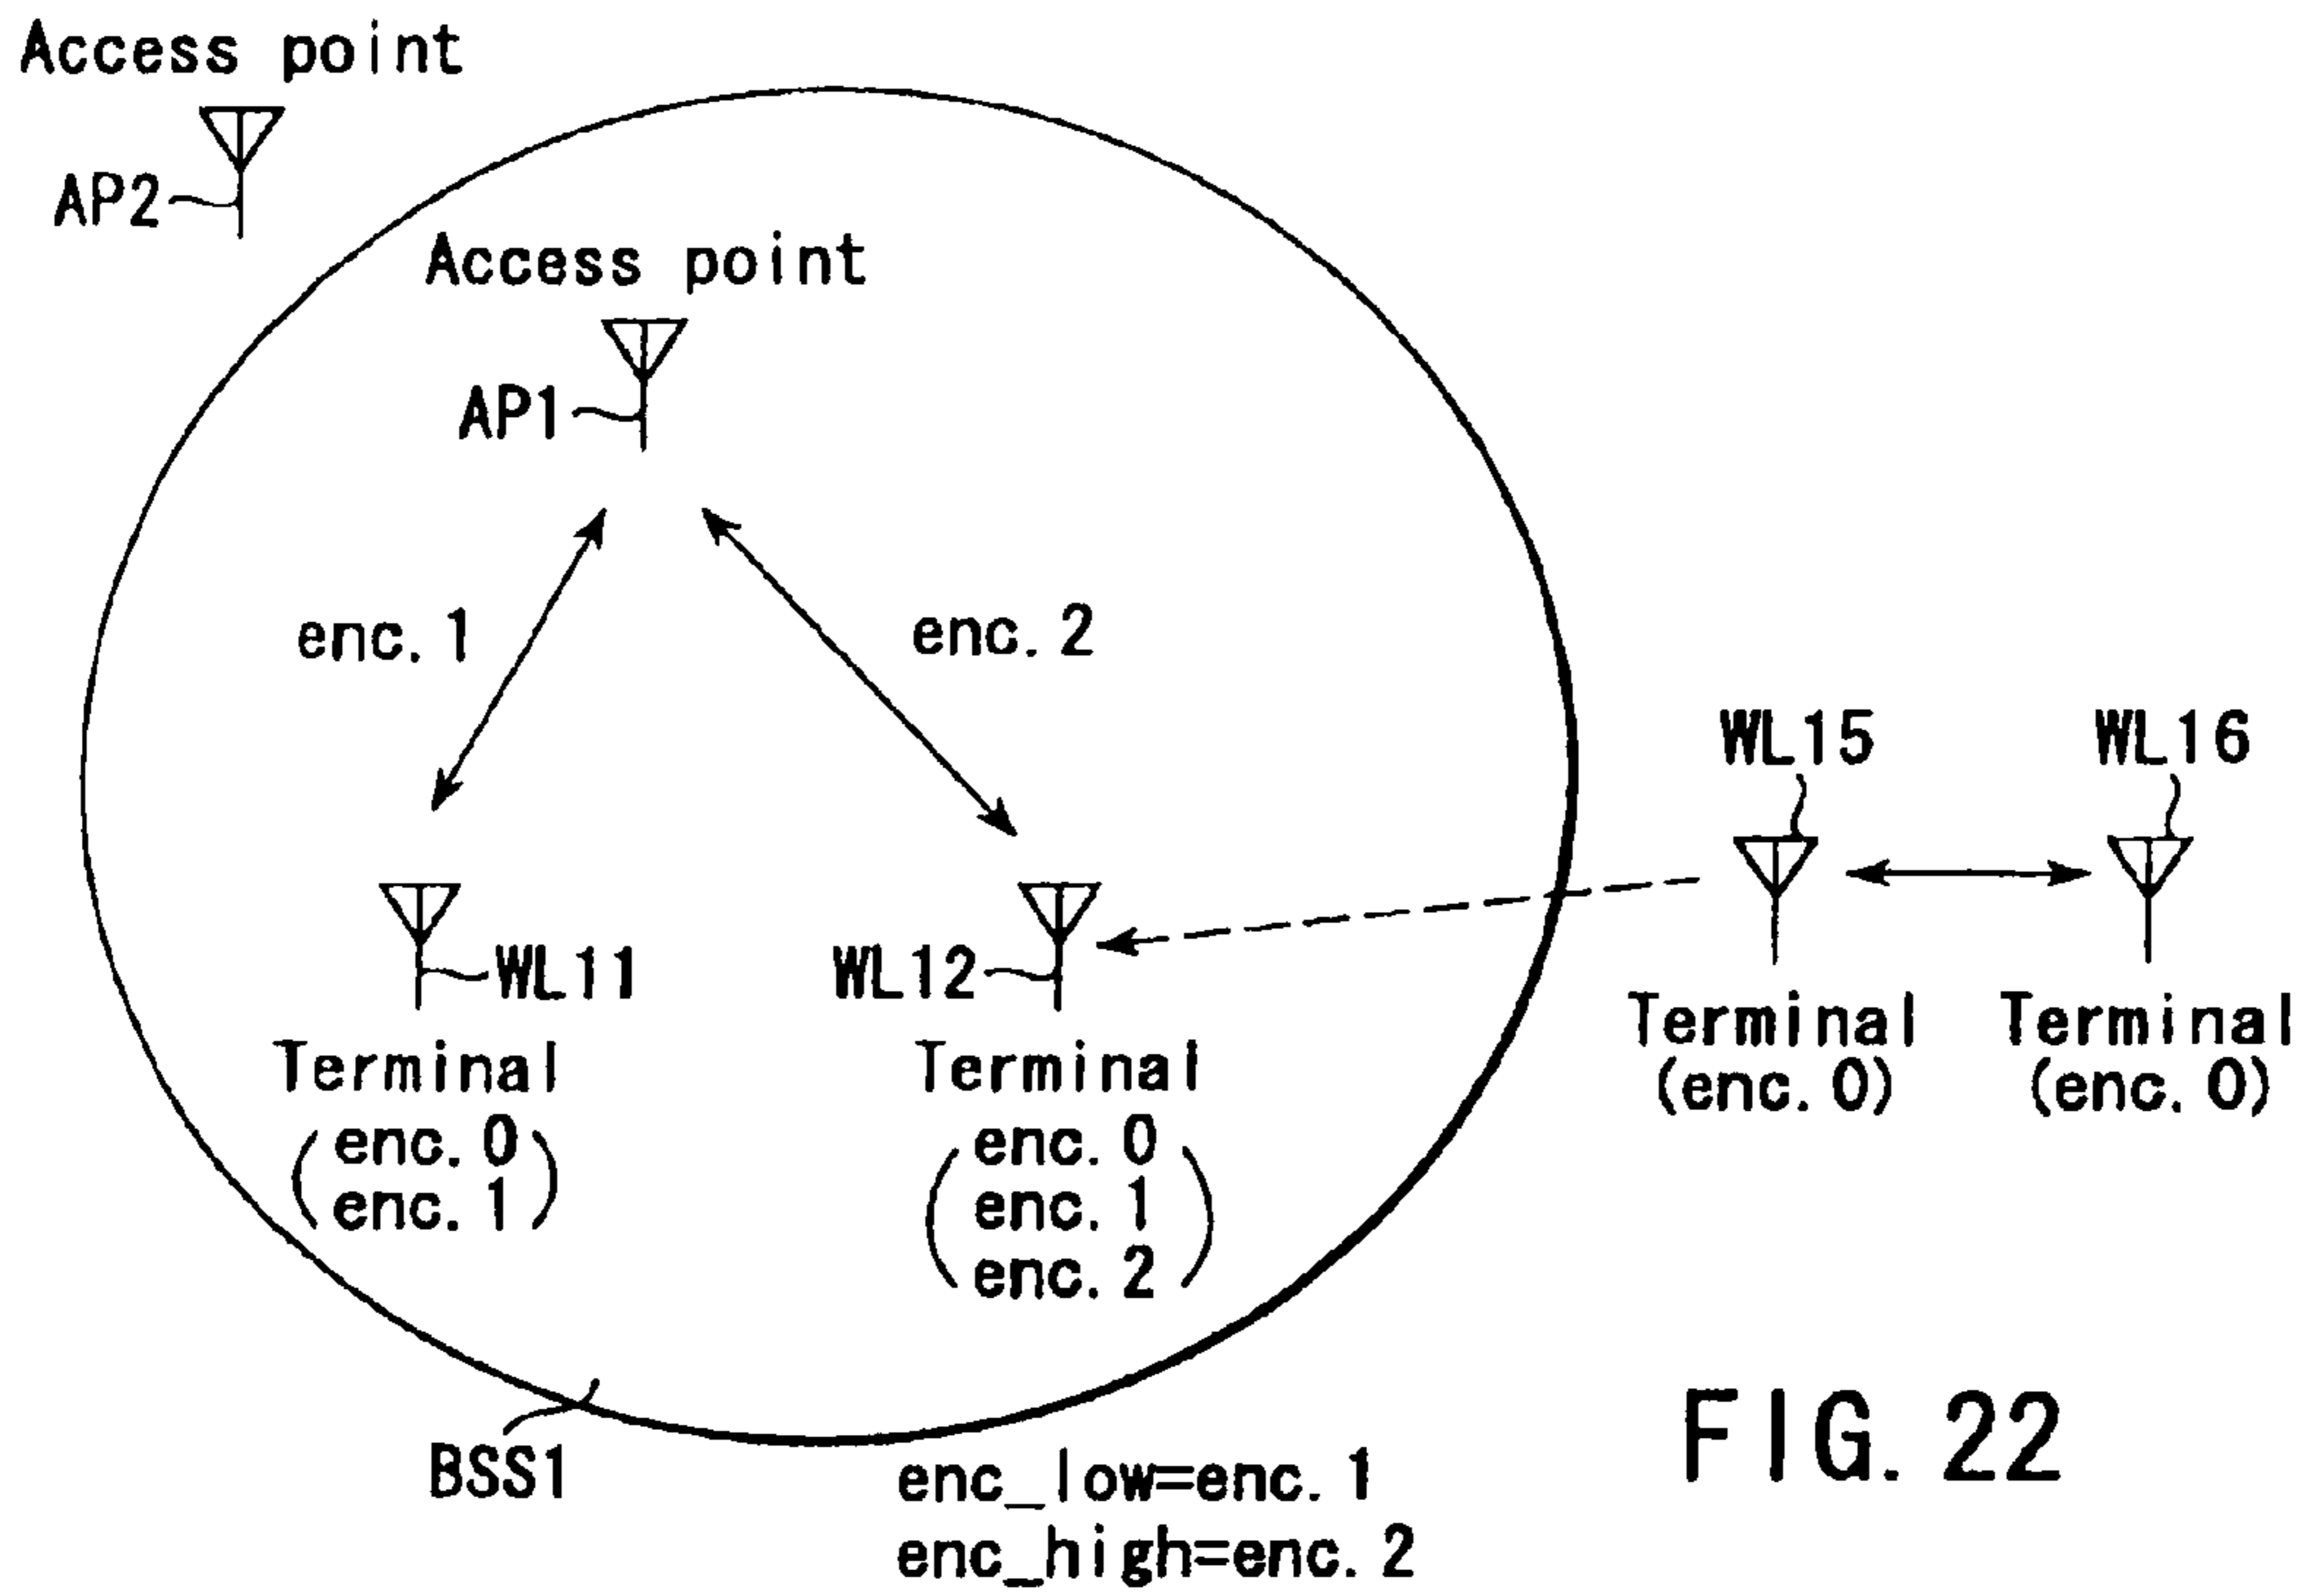 Access point
AP2
Access point
AP1
enc. 1
enc. 2
WL15
WL16
WL11
WL12
Terminal
(enc. 0)
Terminal
(enc. 0)
Terminal
(enc. 0
enc. 1)
Terminal
(enc. 0
enc. 1
enc. 2)
BSS1
enc_low=enc. 1
enc_high=enc. 2
FIG. 22